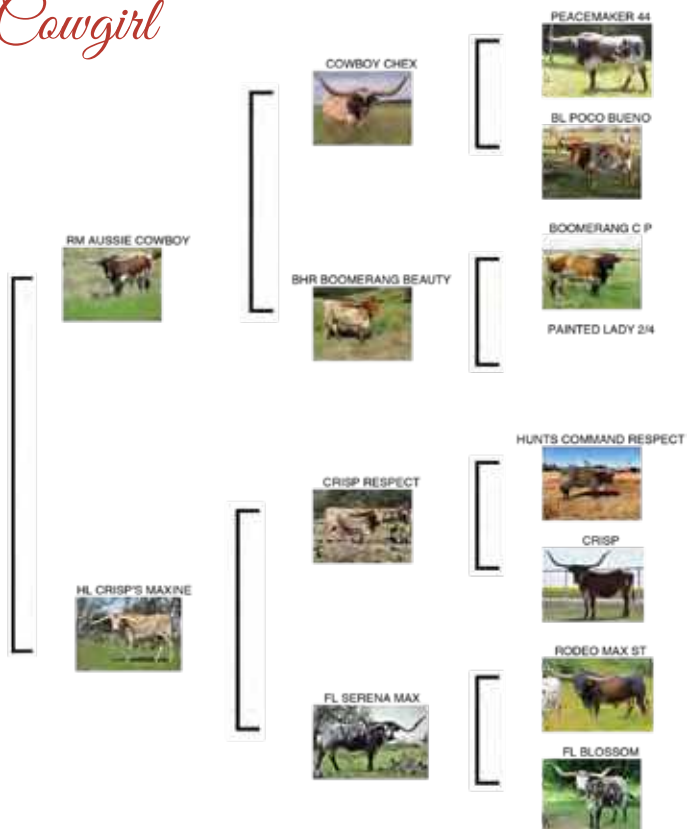 Cowgirl
PEACEMAKER 44
COWBOY CHEX
BL POCO BUENO
RM AUSSIE COWBOY
BOOMERANG C P
BHR BOOMERANG BEAUTY
PAINTED LADY 2/4
HUNTS COMMAND RESPECT
CRISP RESPECT
CRISP
HL CRISP'S MAXINE
RODEO MAX ST
FL SERENA MAX
FL BLOSSOM